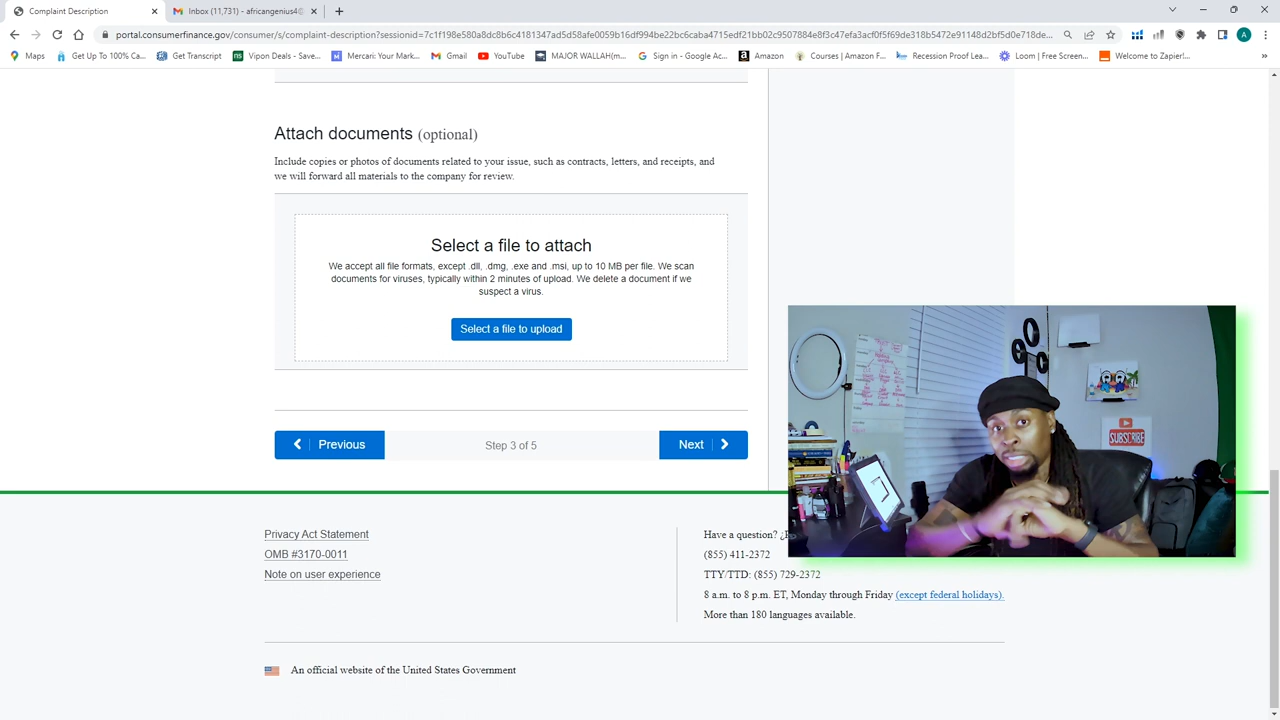 Complaint Description
Inbox (11,731) - africangenius4@
portal.consumerfinance.gov/consumer/s/complaint-description?sessionid=7c1f198e580a8dc8b6c4181347ad5d58afe0059b16df994be22bc6caba4715edf21bb02c9507884e8f3c47efa3acf0f5f69de318b5472e91148d2bf5d0e718de...
A
Maps
Get Up To 100% Ca...
Get Transcript
Vipon Deals - Save...
Mercari: Your Mark...
Gmail
YouTube
MAJOR WALLAH(m...
Sign in - Google Ac...
Amazon
Courses | Amazon F...
Recession Proof Lea...
Loom | Free Screen...
Welcome to Zapier!...
Attach documents (optional)
Include copies or photos of documents related to your issue, such as contracts, letters, and receipts, and
we will forward all materials to the company for review.
Select a file to attach
We accept all file formats, except .dll, .dmg, .exe and .msi, up to 10 MB per file. We scan
documents for viruses, typically within 2 minutes of upload. We delete a document if we
suspect a virus.
Select a file to upload
Previous
Step 3 of 5
Next
SUBSCRIBE
Privacy Act Statement
OMB #3170-0011
Note on user experience
Have a question?
(855) 411-2372
TTY/TTD: (855) 729-2372
8 a.m. to 8 p.m. ET, Monday through Friday (except federal holidays).
More than 180 languages available.
An official website of the United States Government